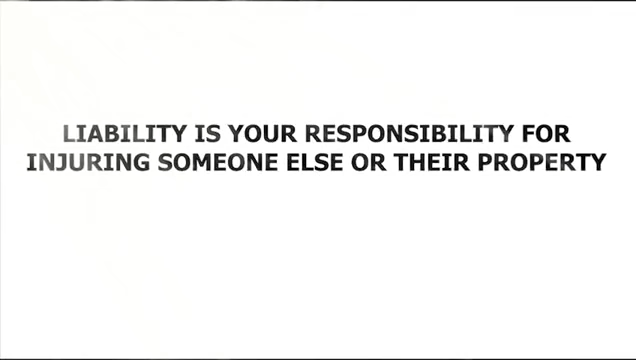 LIABILITY IS YOUR RESPONSIBILITY FOR
INJURING SOMEONE ELSE OR THEIR PROPERTY